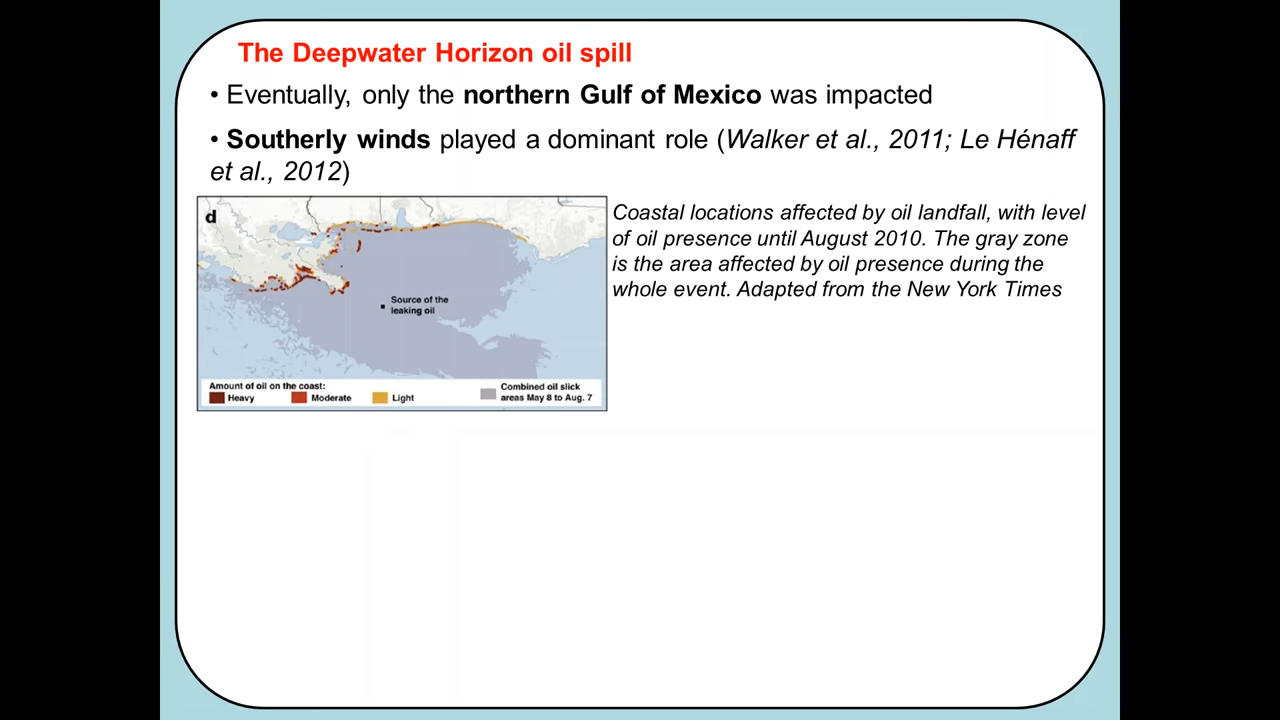 The Deepwater Horizon oil spill
• Eventually, only the northern Gulf of Mexico was impacted
• Southerly winds played a dominant role (Walker et al., 2011; Le Hénaff
et al., 2012)
d
Source of the
leaking oil
Amount of oil on the coast:
Heavy
Moderate
Light
Combined oil slick
areas May 8 to Aug. 7
Coastal locations affected by oil landfall, with level
of oil presence until August 2010. The gray zone
is the area affected by oil presence during the
whole event. Adapted from the New York Times